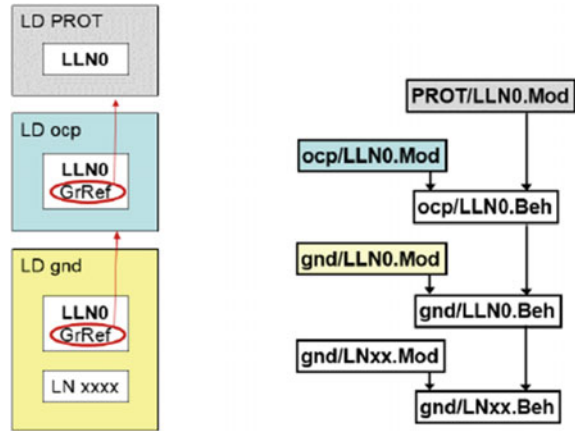 LD PROT
LLN0
LD ocp
LLN0
GrRef
LD gnd
LLN0
GrRef
LN xxxx
PROT/LLN0.Mod
ocp/LLN0.Mod
ocp/LLN0.Beh
gnd/LLN0.Mod
gnd/LLN0.Beh
gnd/LNxx.Mod
gnd/LNxx.Beh